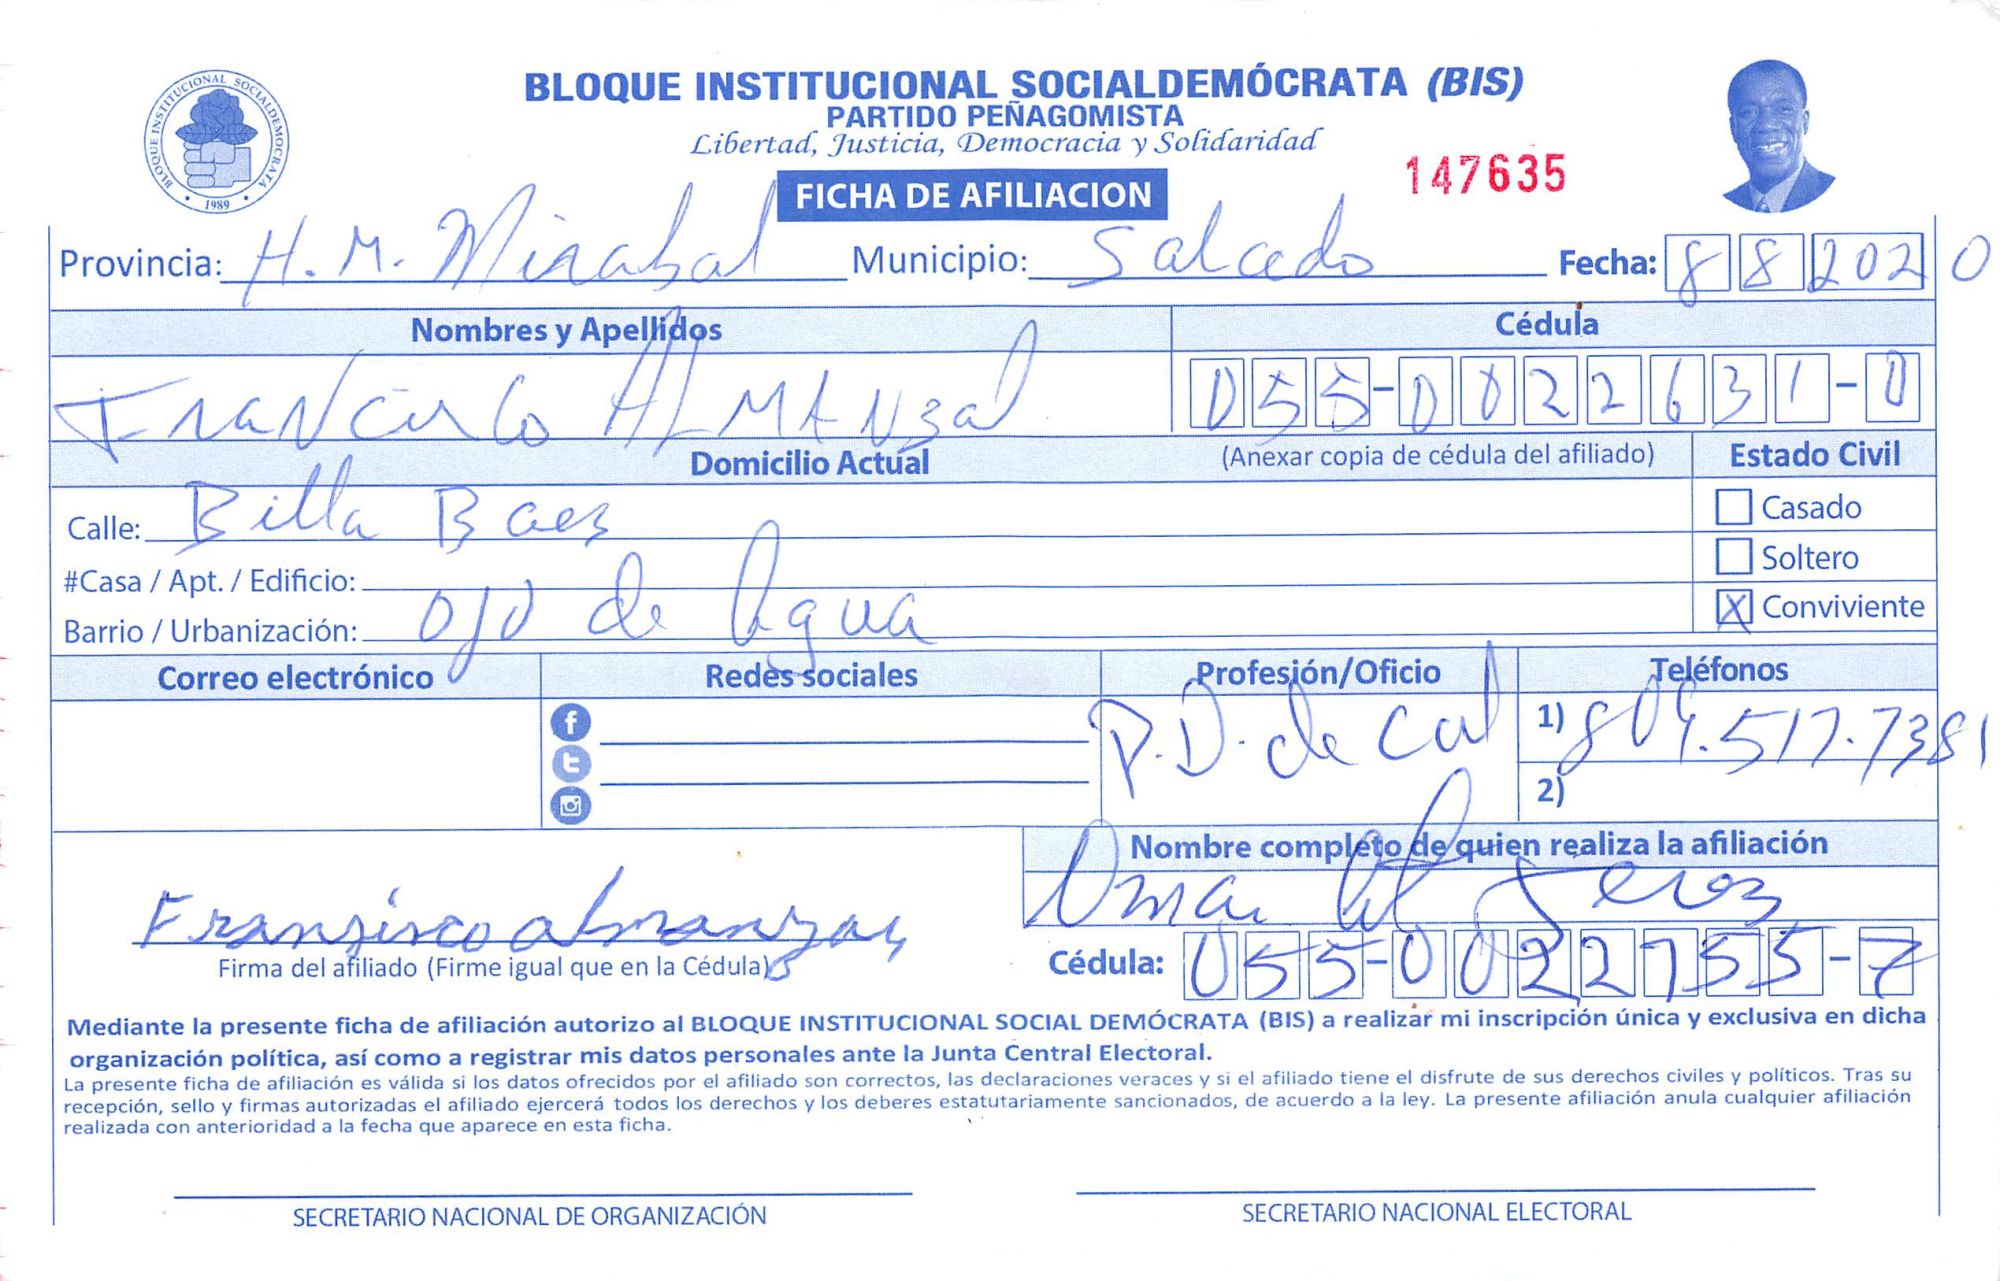 BLOQUE INSTITUCIONAL SOCIALDEMÓCRATA (BIS)
PARTIDO PEÑAGOMISTA
Libertad, Justicia, Democracia y Solidaridad
BLOQUE INSTITUCIONAL SOCIALDEMOCRATA
• 1989 •
147635
FICHA DE AFILIACION
Provincia: H. M. Mirabal Municipio: Salcedo Fecha: 8 8 2020
Nombres y Apellidos Cédula
Francisco ALMANzal 055-0022631-0
Domicilio Actual (Anexar copia de cédula del afiliado) Estado Civil
Calle: Billa Baes
Casado
Soltero
#Casa / Apt. / Edificio:
Barrio / Urbanización: ojo de Agua
X Conviviente
Correo electrónico Redes sociales Profesión/Oficio Teléfonos
P.D. de Cal 1) 809.517.7381
2)
Nombre completo de quien realiza la afiliación
Omar
Fransisco almanzar
Firma del afiliado (Firme igual que en la Cédula)
Cédula: 055-0022755-7
Mediante la presente ficha de afiliación autorizo al BLOQUE INSTITUCIONAL SOCIAL DEMÓCRATA (BIS) a realizar mi inscripción única y exclusiva en dicha
organización política, así como a registrar mis datos personales ante la Junta Central Electoral.
La presente ficha de afiliación es válida si los datos ofrecidos por el afiliado son correctos, las declaraciones veraces y si el afiliado tiene el disfrute de sus derechos civiles y políticos. Tras su
recepción, sello y firmas autorizadas el afiliado ejercerá todos los derechos y los deberes estatutariamente sancionados, de acuerdo a la ley. La presente afiliación anula cualquier afiliación
realizada con anterioridad a la fecha que aparece en esta ficha.
SECRETARIO NACIONAL DE ORGANIZACIÓN
SECRETARIO NACIONAL ELECTORAL